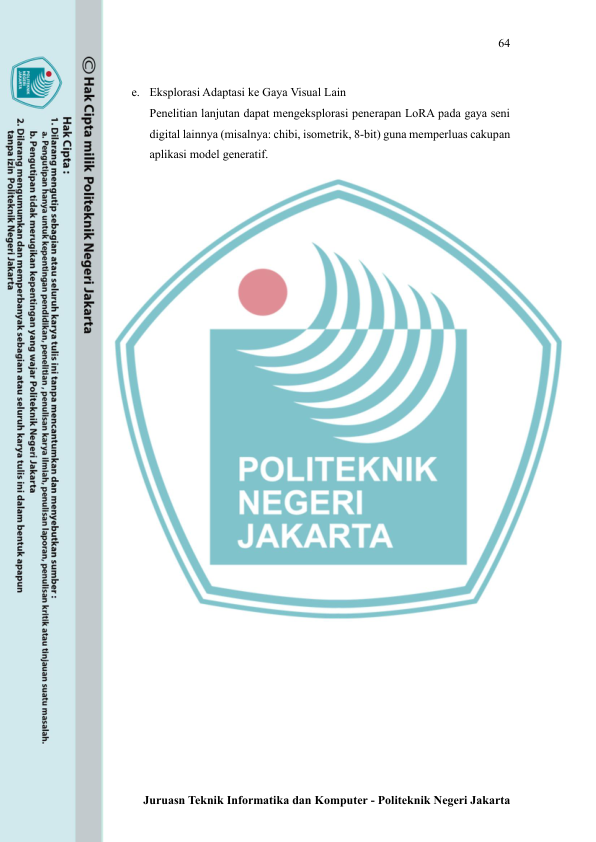 64
e. Eksplorasi Adaptasi ke Gaya Visual Lain
Penelitian lanjutan dapat mengeksplorasi penerapan LoRA pada gaya seni
digital lainnya (misalnya: chibi, isometrik, 8-bit) guna memperluas cakupan
aplikasi model generatif.
POLITEKNIK
NEGERI
JAKARTA
Juruasn Teknik Informatika dan Komputer - Politeknik Negeri Jakarta
© Hak Cipta milik Politeknik Negeri Jakarta
Hak Cipta :
1. Dilarang mengutip sebagian atau seluruh karya tulis ini tanpa mencantumkan dan menyebutkan sumber :
a. Pengutipan hanya untuk kepentingan pendidikan, penelitian , penulisan karya ilmiah, penulisan laporan, penulisan kritik atau tinjauan suatu masalah.
b. Pengutipan tidak merugikan kepentingan yang wajar Politeknik Negeri Jakarta
2. Dilarang mengumumkan dan memperbanyak sebagian atau seluruh karya tulis ini dalam bentuk apapun
tanpa izin Politeknik Negeri Jakarta
POLITEKNIK
NEGERI
JAKARTA